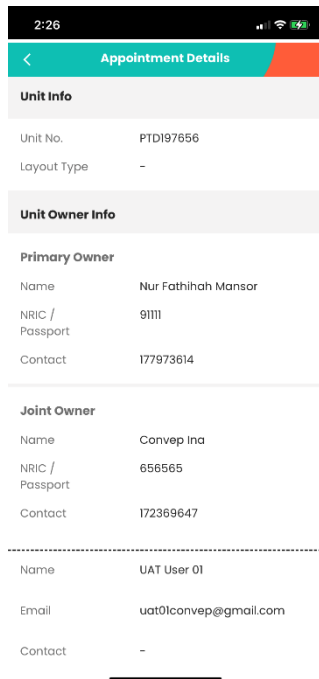 2:26
Appointment Details
Unit Info
Unit No. PTD197656
Layout Type -
Unit Owner Info
Primary Owner
Name Nur Fathihah Mansor
NRIC / 91111
Passport
Contact 177973614
Joint Owner
Name Convep Ina
NRIC / 656565
Passport
Contact 172369647
Name UAT User 01
Email uat01convep@gmail.com
Contact -